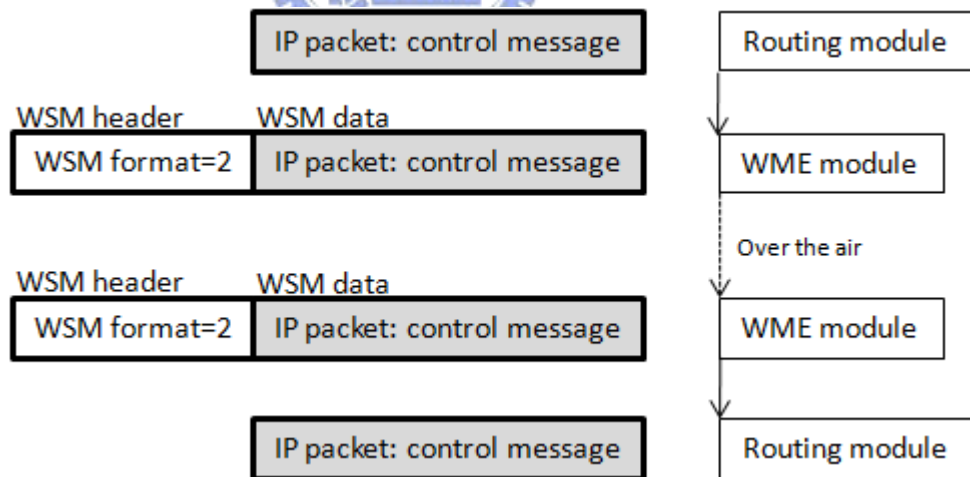 IP packet: control message Routing module
WSM header WSM data
WSM format=2 IP packet: control message WME module
Over the air
WSM header WSM data
WSM format=2 IP packet: control message WME module
IP packet: control message Routing module